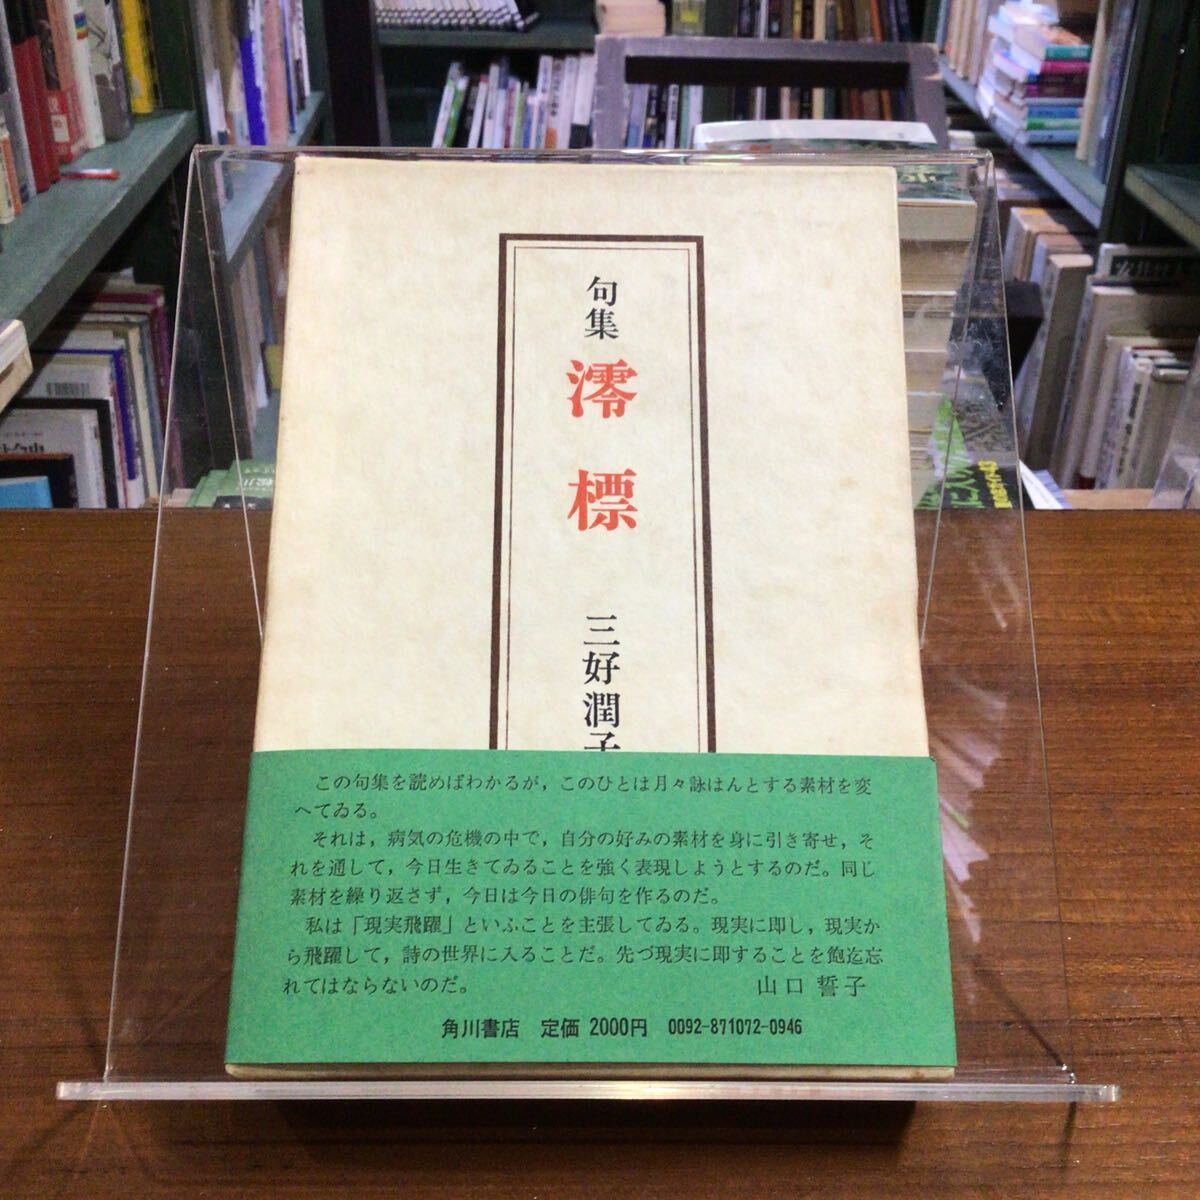 句集
澪標
三好潤子
この句集を読めばわかるが，このひとは月々詠はんとする素材を変
へてゐる。
それは，病気の危機の中で，自分の好みの素材を身に引き寄せ，そ
れを通して，今日生きてゐることを強く表現しようとするのだ。同じ
素材を繰り返さず，今日は今日の俳句を作るのだ。
私は「現実飛躍」といふことを主張してゐる。現実に即し，現実か
ら飛躍して，詩の世界に入ることだ。先づ現実に即することを飽迄忘
れてはならないのだ。 山口誓子
角川書店 定価 2000円 0092-871072-0946